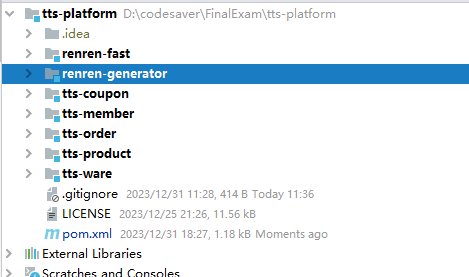 tts-platform D:\codesaver\FinalExam\tts-platform
.idea
renren-fast
renren-generator
tts-coupon
tts-member
tts-order
tts-product
tts-ware
.gitignore 2023/12/31 11:28, 414 B Today 11:36
LICENSE 2023/12/25 21:26, 11.56 kB
pom.xml 2023/12/31 18:27, 1.18 kB Moments ago
External Libraries
Scratches and Consoles